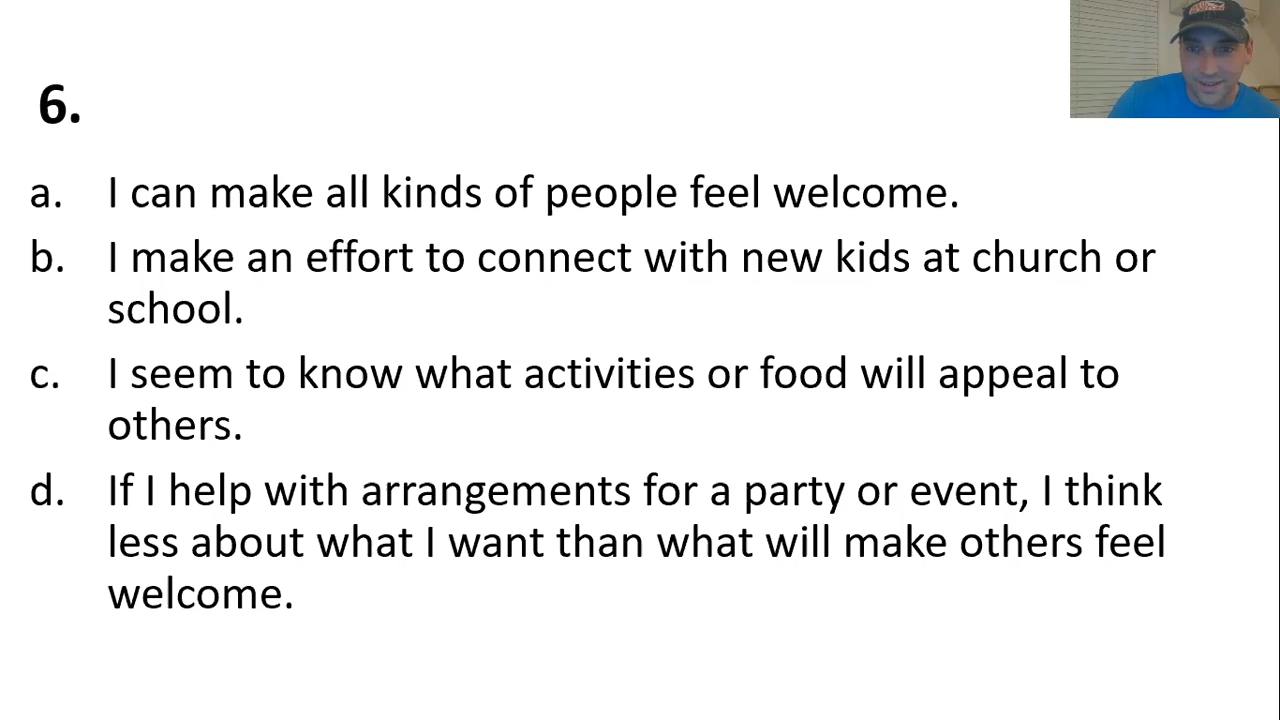 6.
a. I can make all kinds of people feel welcome.
b. I make an effort to connect with new kids at church or
school.
c. I seem to know what activities or food will appeal to
others.
d. If I help with arrangements for a party or event, I think
less about what I want than what will make others feel
welcome.